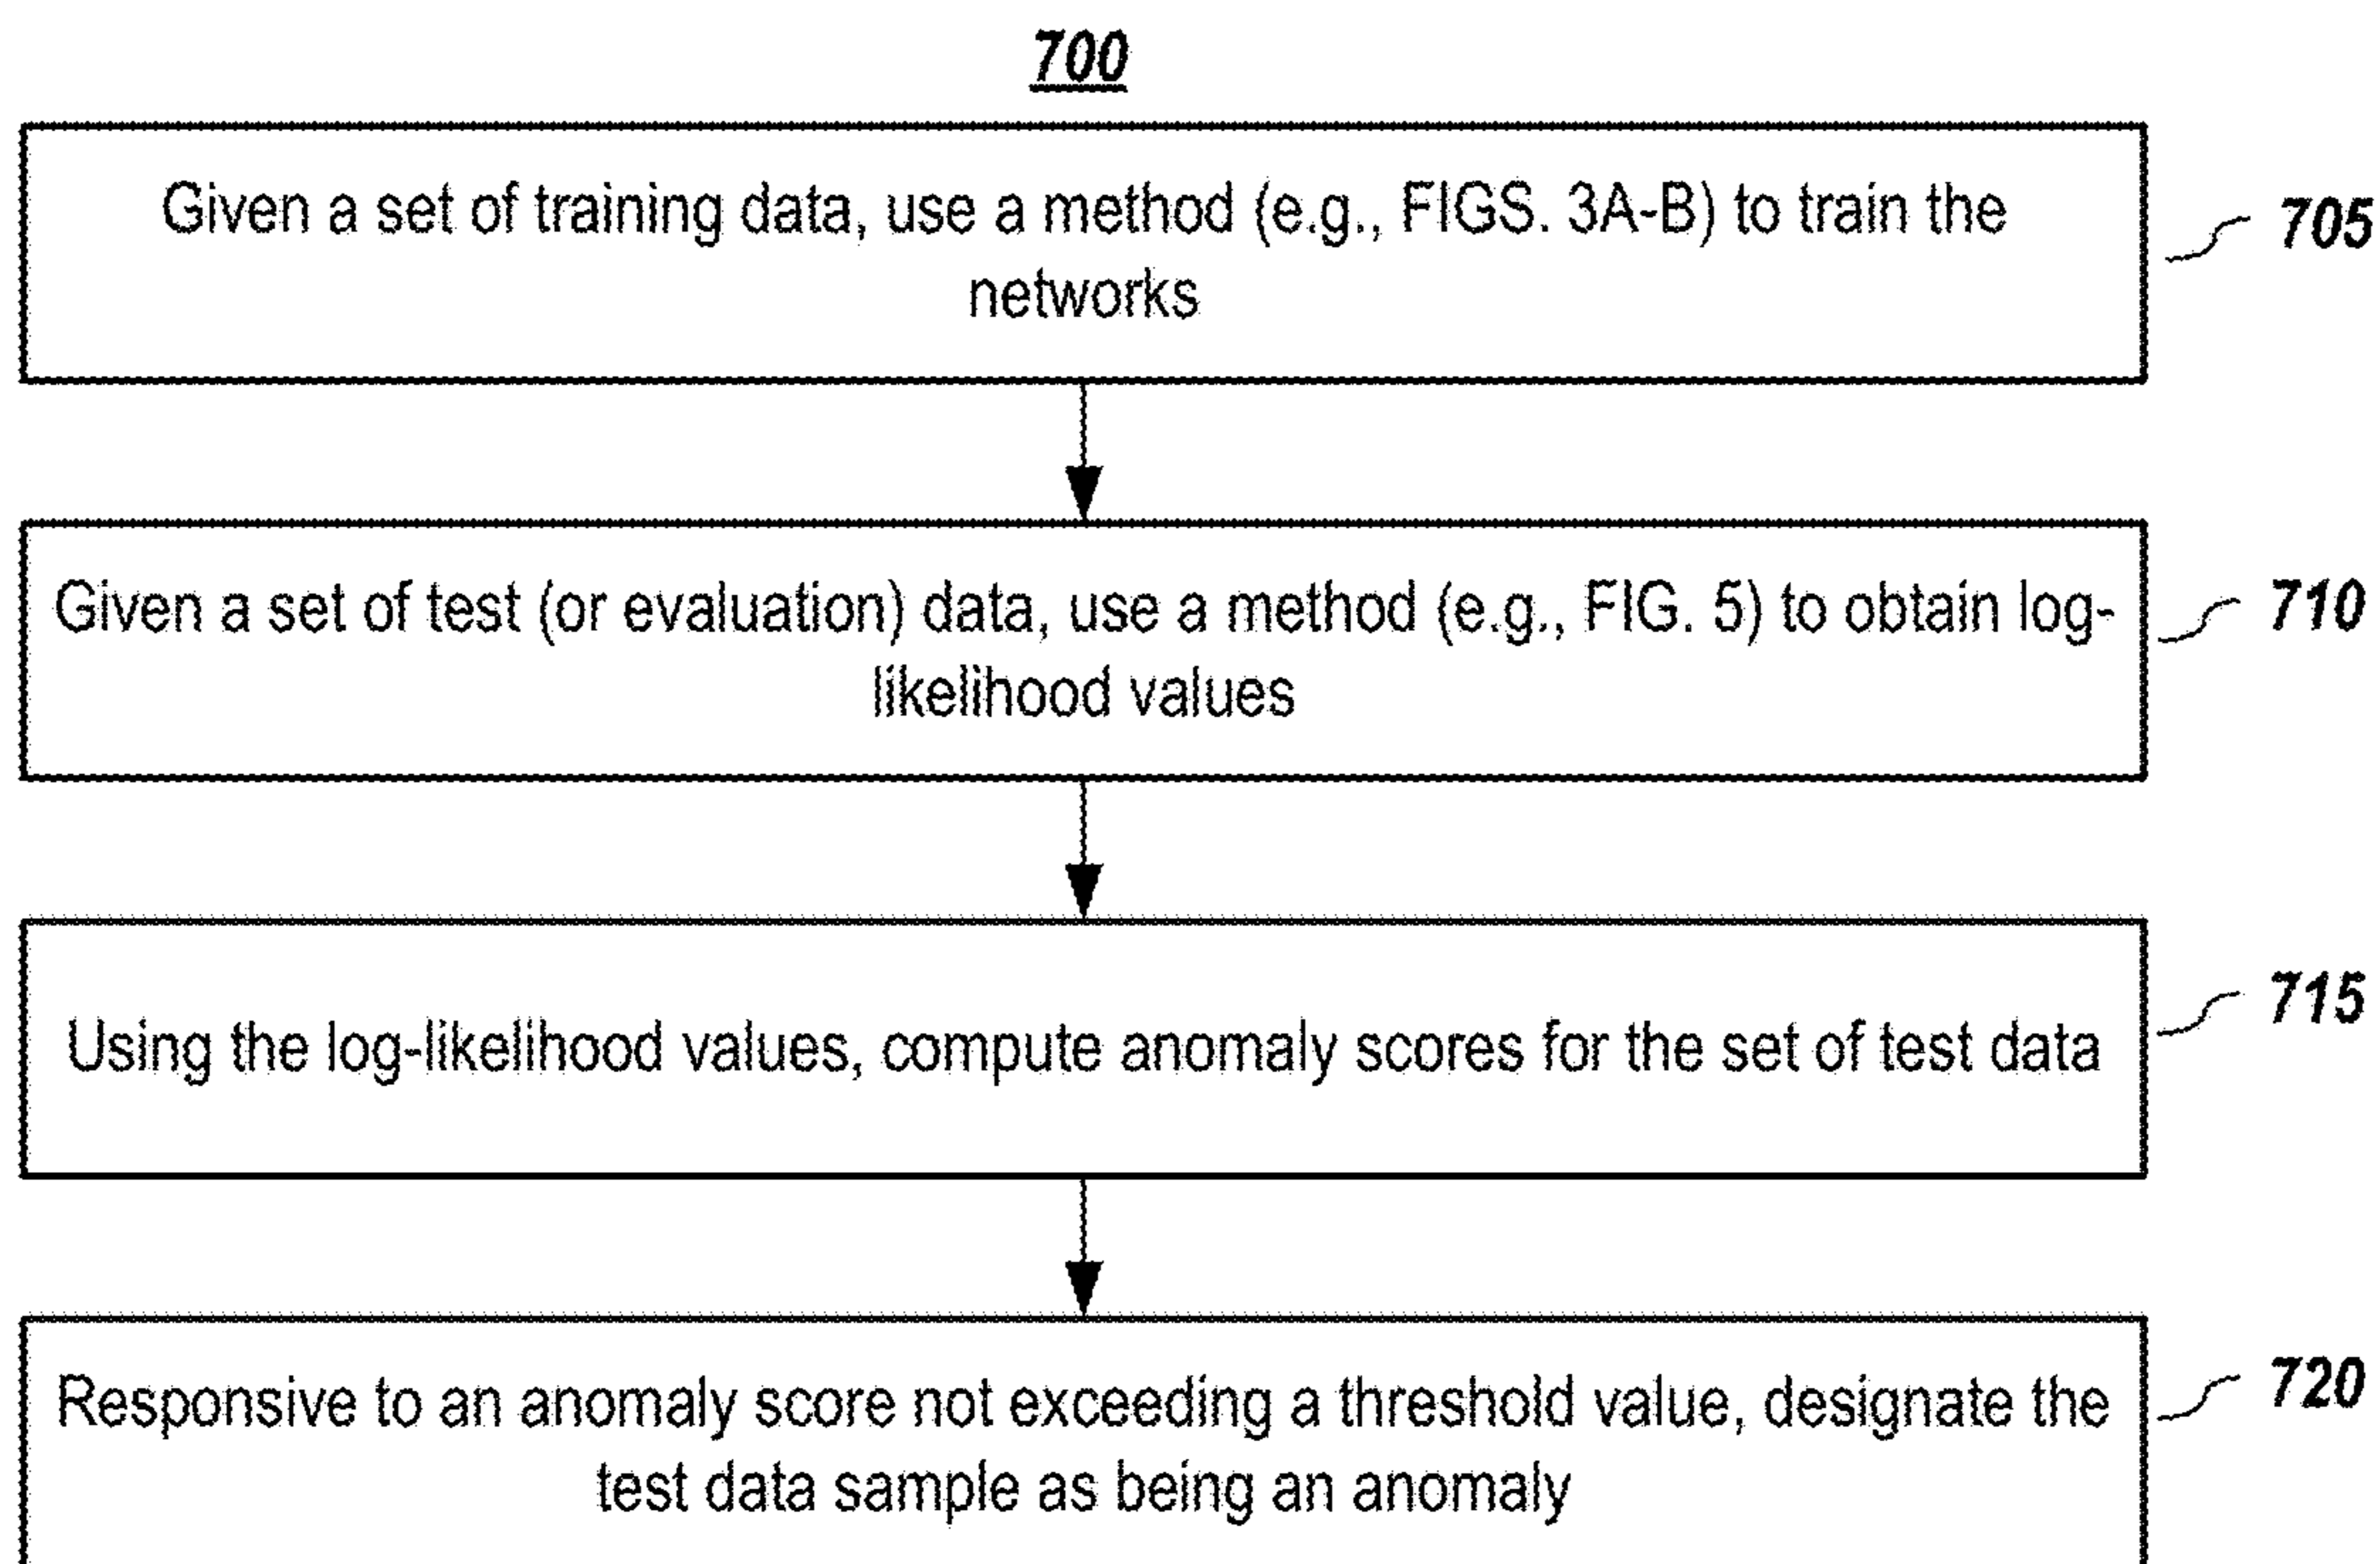 700
Given a set of training data, use a method (e.g., FIGS. 3A-B) to train the
networks
705
Given a set of test (or evaluation) data, use a method (e.g., FIG. 5) to obtain log-
likelihood values
710
Using the log-likelihood values, compute anomaly scores for the set of test data
715
Responsive to an anomaly score not exceeding a threshold value, designate the
test data sample as being an anomaly
720